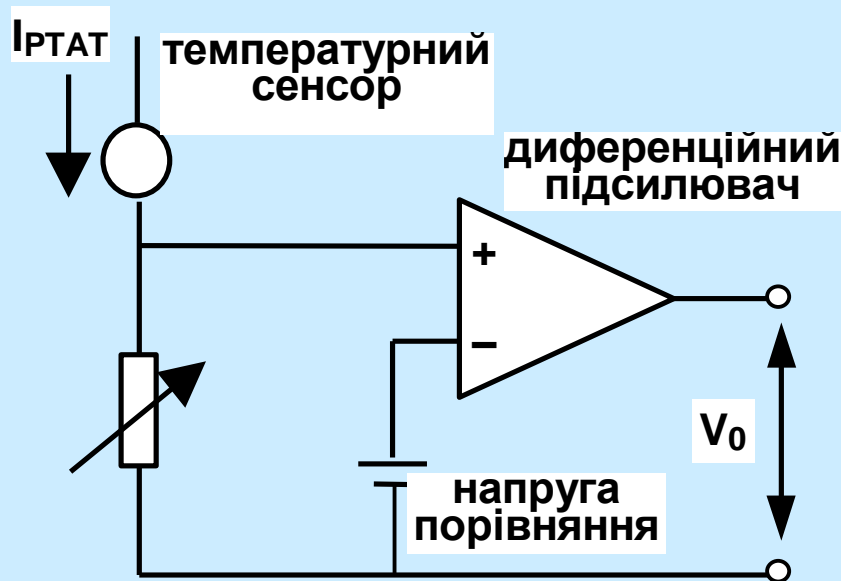 IPTAT
температурний
сенсор
диференційний
підсилювач
+
−
V0
напруга
порівняння